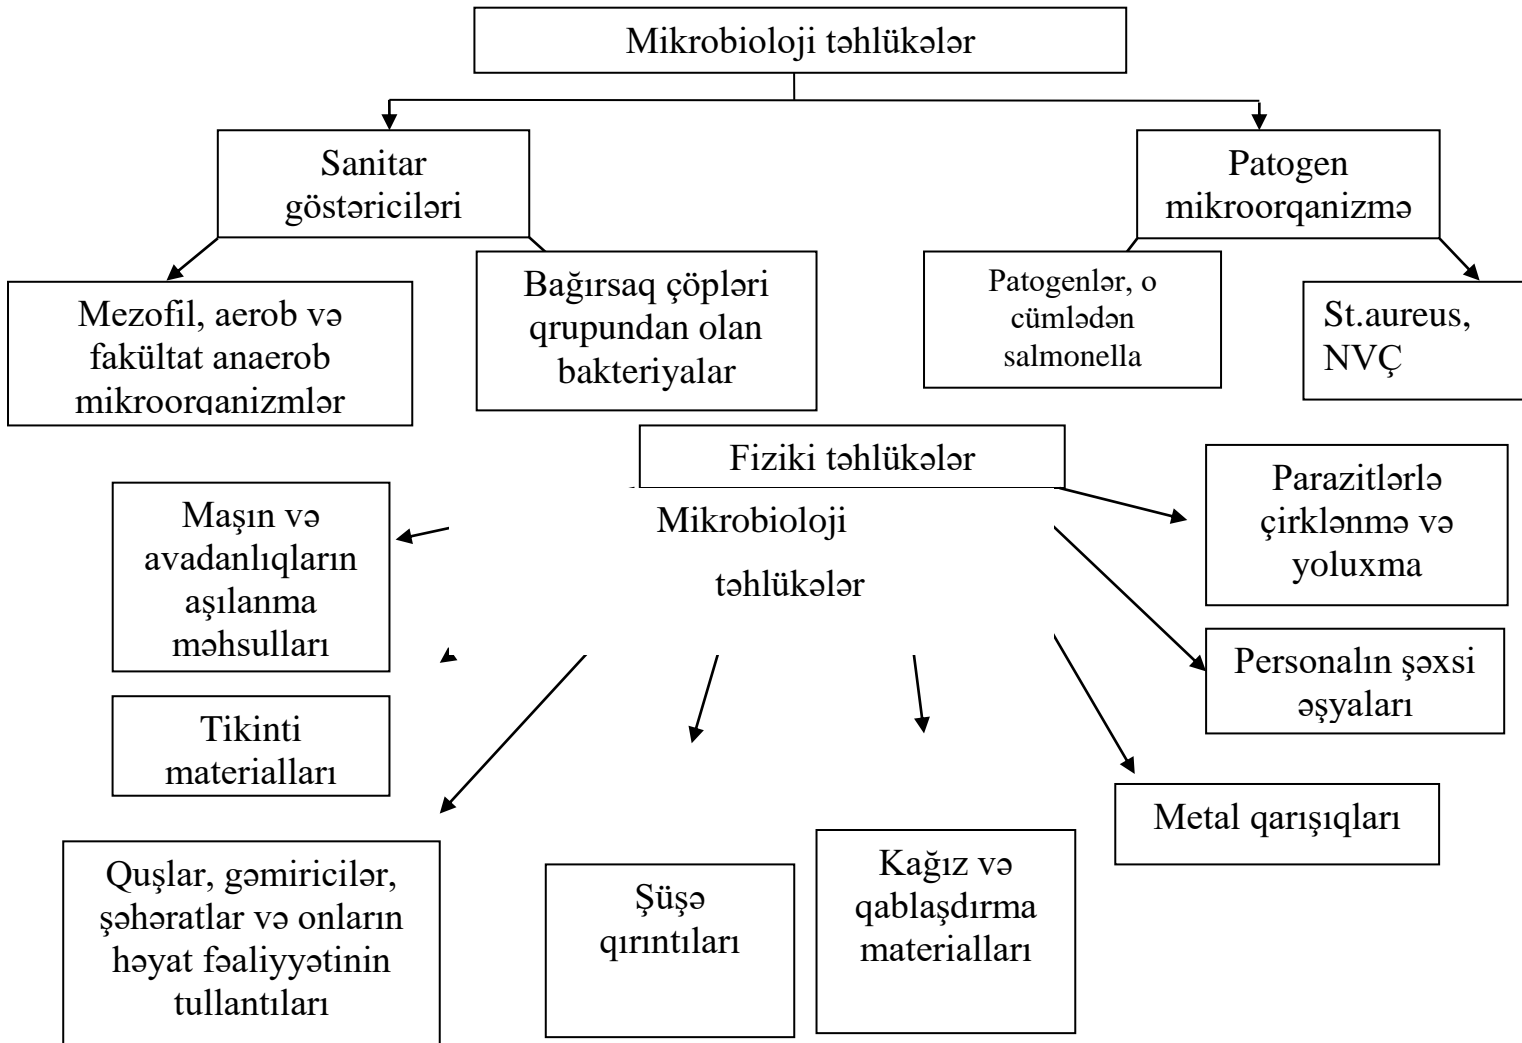 Mikrobioloji təhlükələr
Sanitar
göstəriciləri
Patogen
mikroorqanizmə
Mezofil, aerob və
fakültat anaerob
mikroorqanizmlər
Bağırsaq çöpləri
qrupundan olan
bakteriyalar
Patogenlər, o
cümlədən
salmonella
St.aureus,
NVÇ
Fiziki təhlükələr
Mikrobioloji
təhlükələr
Maşın və
avadanlıqların
aşılanma
məhsulları
Parazitlərlə
çirklənmə və
yoluxma
Personalın şəxsi
əşyaları
Tikinti
materialları
Metal qarışıqları
Quşlar, gəmiricilər,
şəhəratlar və onların
həyat fəaliyyətinin
tullantıları
Şüşə
qırıntıları
Kağız və
qablaşdırma
materialları